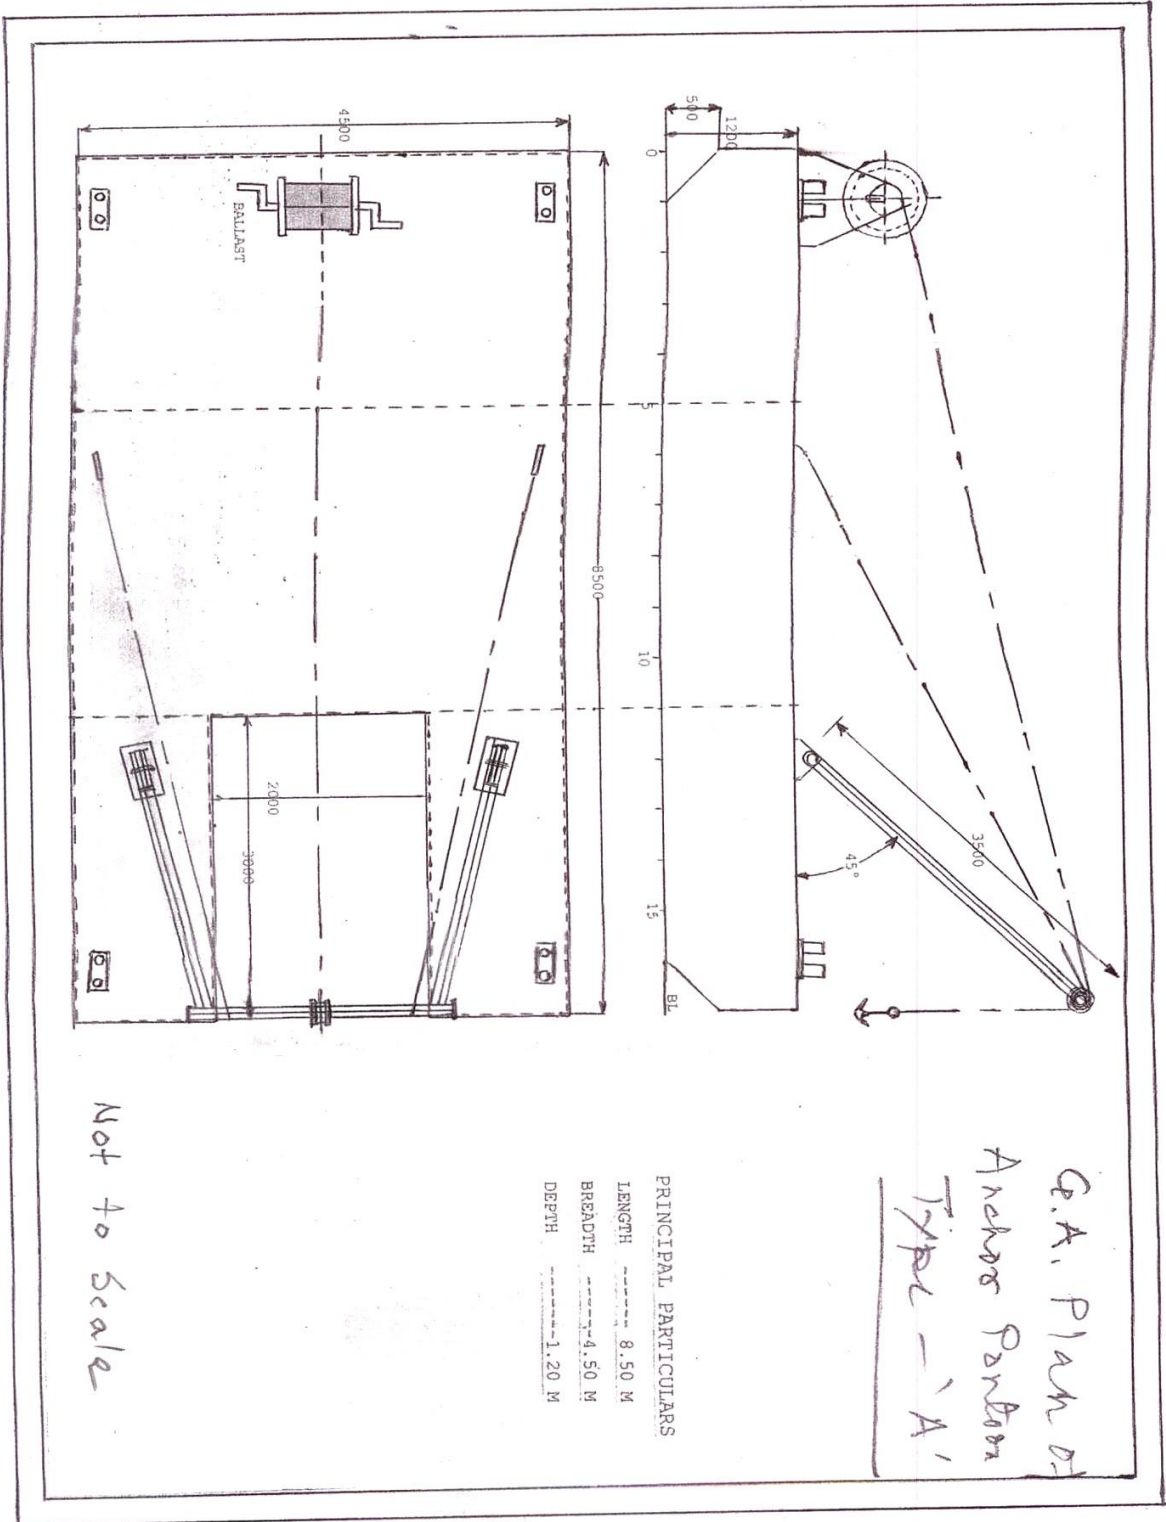 G.A. Plan of
Anchor Pontoon
Type - 'A'
500
1200
0
5
10
15
BL
45°
3500
8500
4500
BALLAST
2000
3000
PRINCIPAL PARTICULARS
LENGTH ------ 8.50 M
BREADTH ------4.50 M
DEPTH -------1.20 M
Not to Scale